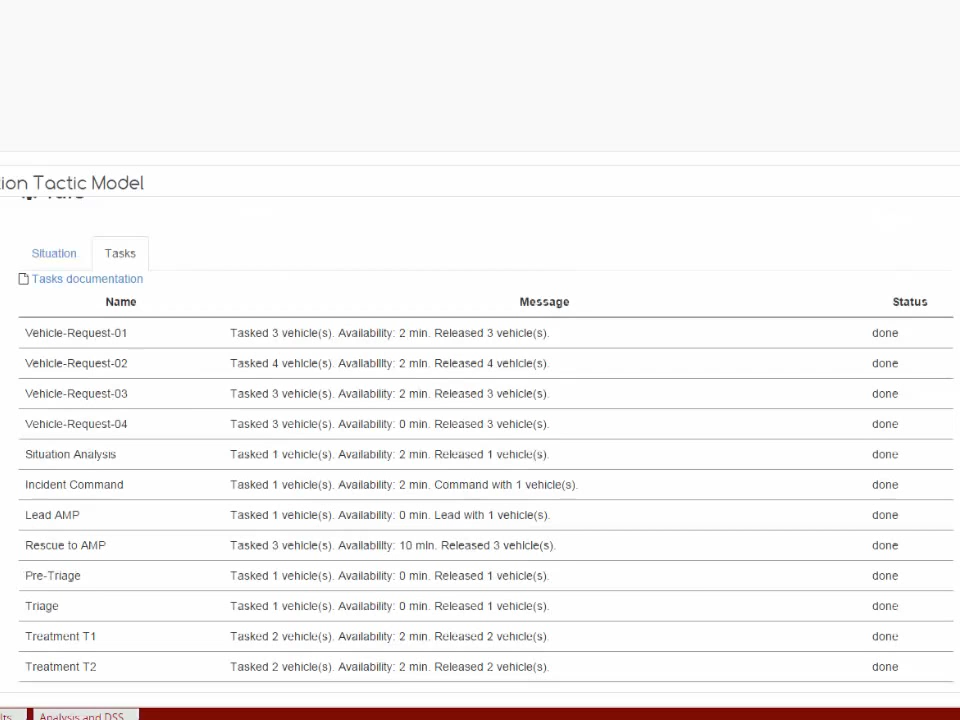 ion Tactic Model
Situation Tasks
Tasks documentation
Name Message Status
Vehicle-Request-01 Tasked 3 vehicle(s). Availability: 2 min. Released 3 vehicle(s). done
Vehicle-Request-02 Tasked 4 vehicle(s). Availability: 2 min. Released 4 vehicle(s). done
Vehicle-Request-03 Tasked 3 vehicle(s). Availability: 2 min. Released 3 vehicle(s). done
Vehicle-Request-04 Tasked 3 vehicle(s). Availability: 0 min. Released 3 vehicle(s). done
Situation Analysis Tasked 1 vehicle(s). Availability: 2 min. Released 1 vehicle(s). done
Incident Command Tasked 1 vehicle(s). Availability: 2 min. Command with 1 vehicle(s). done
Lead AMP Tasked 1 vehicle(s). Availability: 0 min. Lead with 1 vehicle(s). done
Rescue to AMP Tasked 3 vehicle(s). Availability: 10 min. Released 3 vehicle(s). done
Pre-Triage Tasked 1 vehicle(s). Availability: 0 min. Released 1 vehicle(s). done
Triage Tasked 1 vehicle(s). Availability: 0 min. Released 1 vehicle(s). done
Treatment T1 Tasked 2 vehicle(s). Availability: 2 min. Released 2 vehicle(s). done
Treatment T2 Tasked 2 vehicle(s). Availability: 2 min. Released 2 vehicle(s). done
lts Analysis and DSS